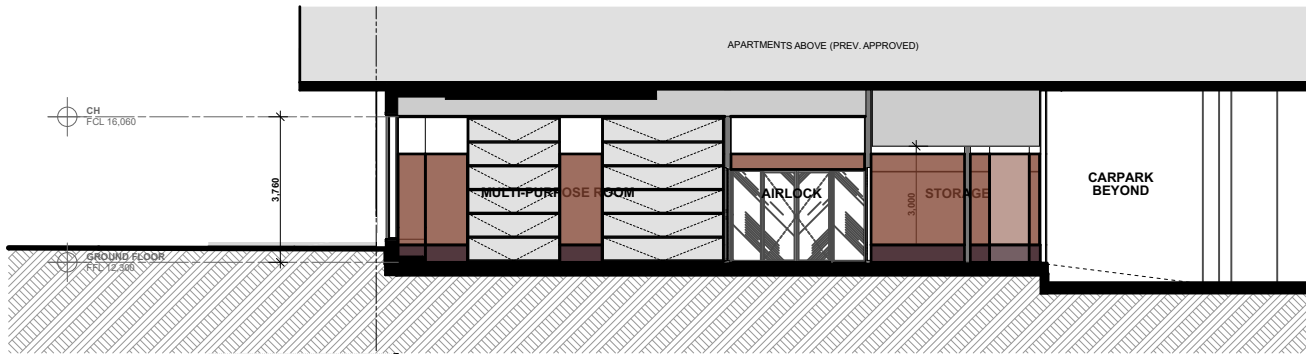 APARTMENTS ABOVE (PREV. APPROVED)
CH
FCL 16,060
3,760
MULTI-PURPOSE ROOM
AIRLOCK
STORAGE
3,000
CARPARK
BEYOND
GROUND FLOOR
FFL 12,300